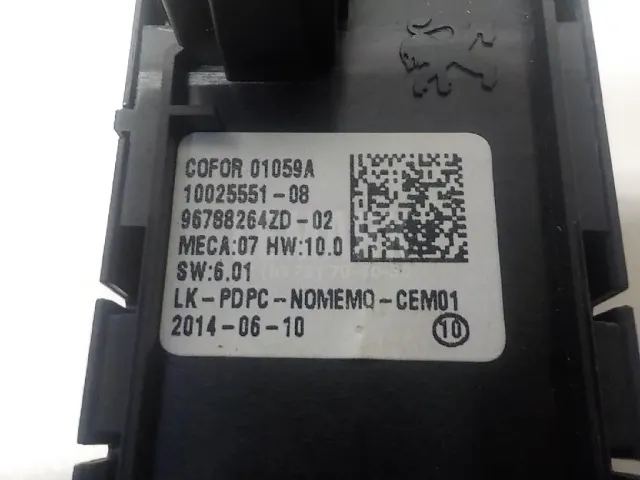 COFOR 01059A
10025551-08
96788264ZD-02
MECA:07 HW:10.0
SW:6.01
LK-PDPC-NOMEMO-CEM01
2014-06-10
10